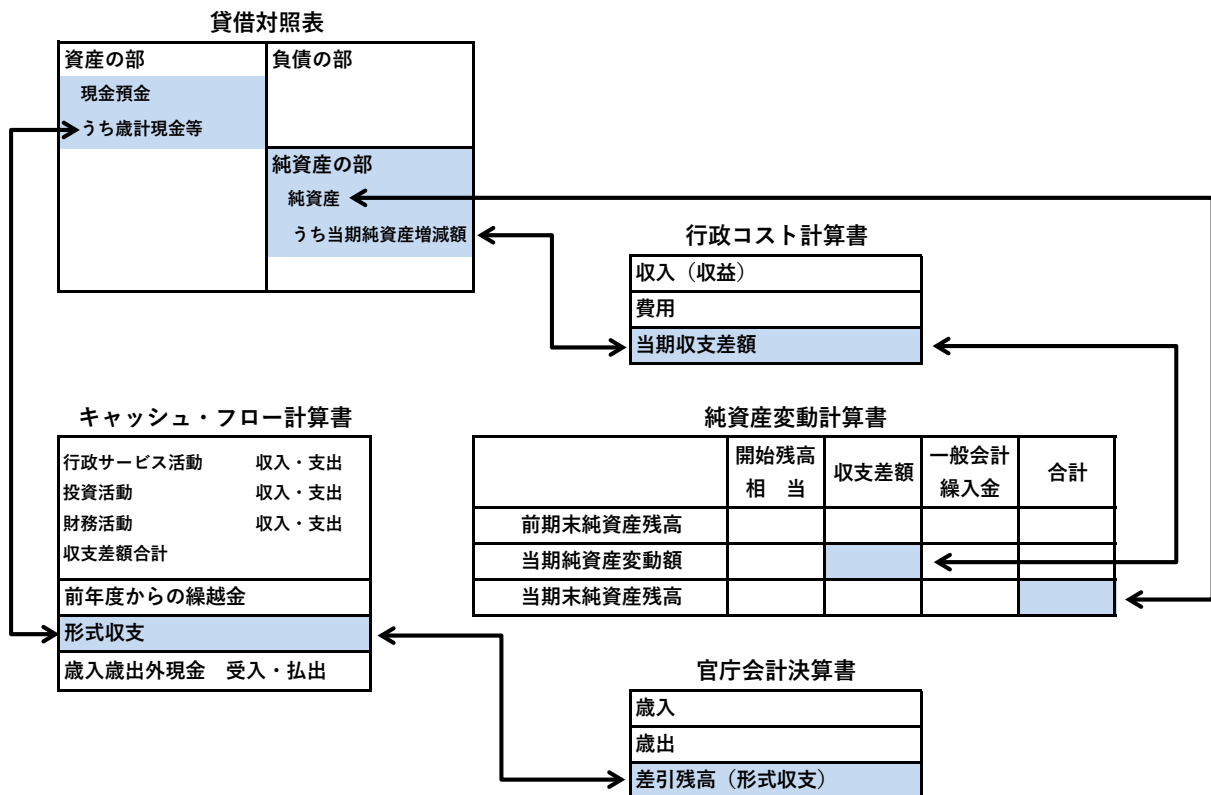 貸借対照表
資産の部
現金預金
うち歳計現金等
負債の部
純資産の部
純資産
うち当期純資産増減額
行政コスト計算書
収入（収益）
費用
当期収支差額
キャッシュ・フロー計算書
行政サービス活動 収入・支出
投資活動 収入・支出
財務活動 収入・支出
収支差額合計
前年度からの繰越金
形式収支
歳入歳出外現金 受入・払出
純資産変動計算書
開始残高
相 当
収支差額
一般会計
繰入金
合計
前期末純資産残高
当期純資産変動額
当期末純資産残高
官庁会計決算書
歳入
歳出
差引残高（形式収支）